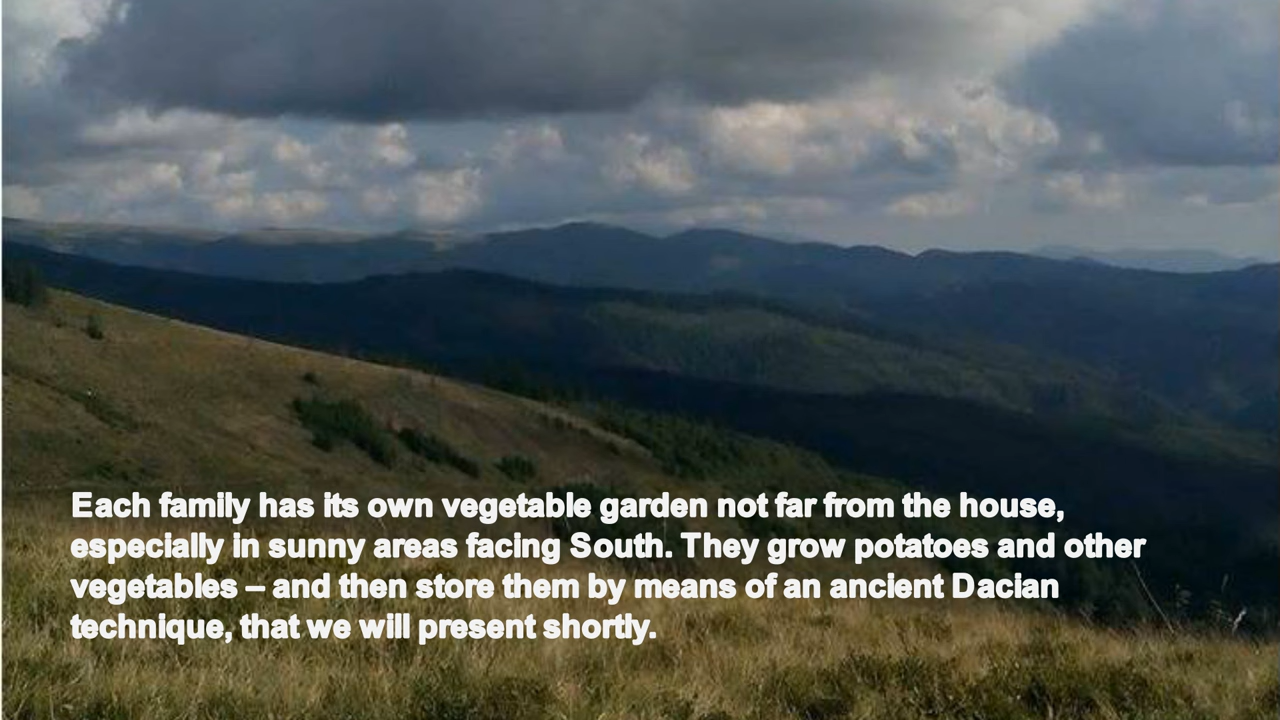 Each family has its own vegetable garden not far from the house,
especially in sunny areas facing South. They grow potatoes and other
vegetables – and then store them by means of an ancient Dacian
technique, that we will present shortly.